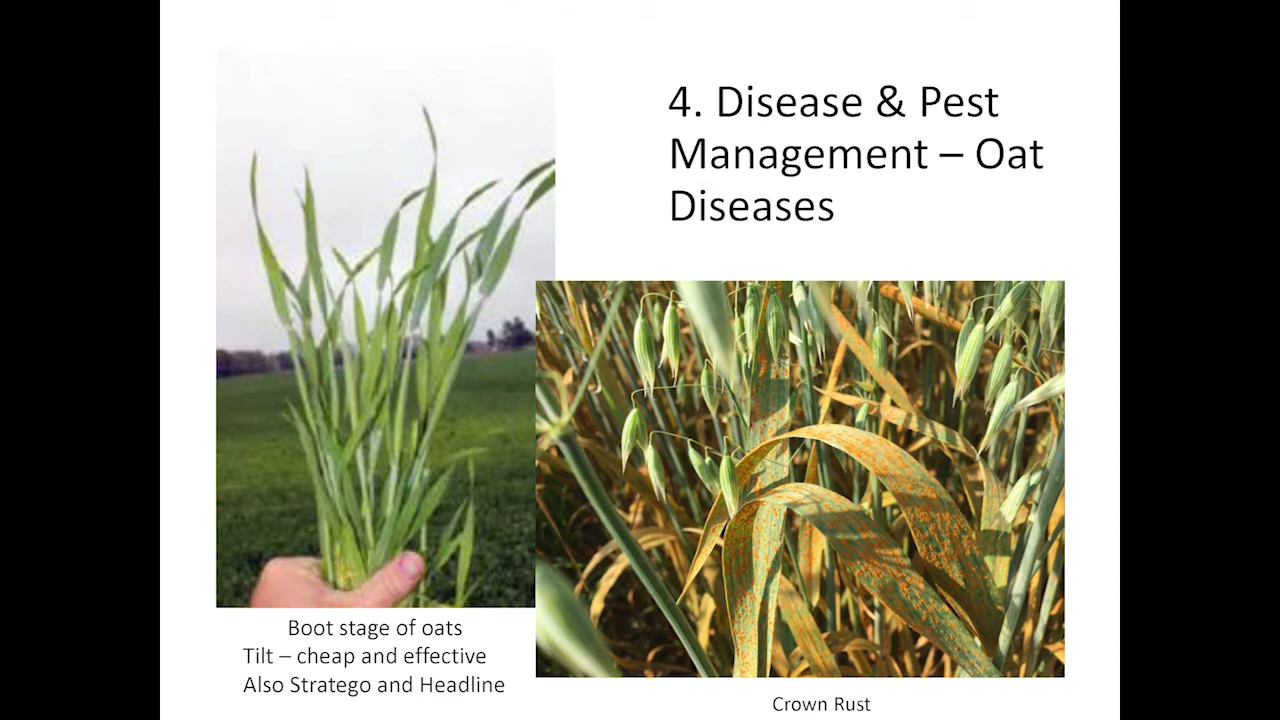 4. Disease & Pest
Management – Oat
Diseases
Boot stage of oats
Tilt – cheap and effective
Also Stratego and Headline
Crown Rust